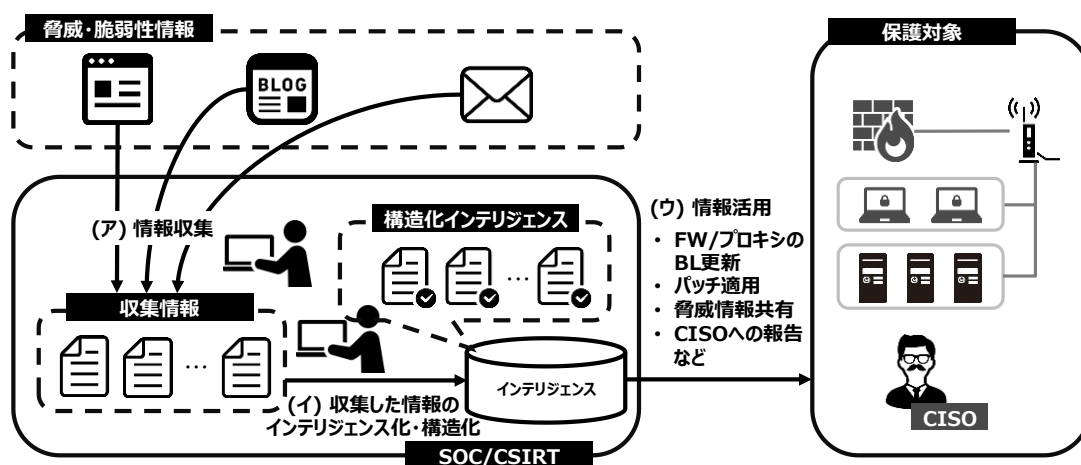 脅威・脆弱性情報
BLOG
(ア) 情報収集
収集情報
…
構造化インテリジェンス
…
インテリジェンス
(イ) 収集した情報の
インテリジェンス化・構造化
SOC/CSIRT
(ウ) 情報活用
・ FW/プロキシの
BL更新
・ パッチ適用
・ 脅威情報共有
・ CISOへの報告
など
保護対象
CISO